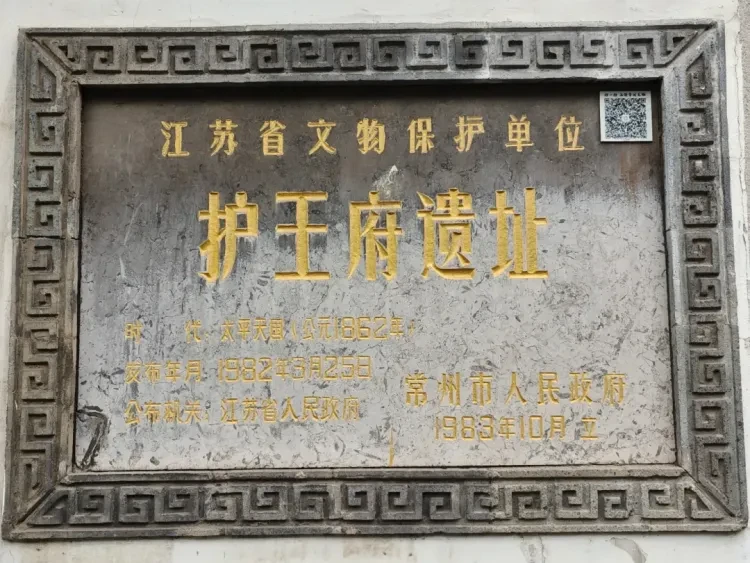 江苏省文物保护单位
护王府遗址
时 代：太平天国（公元1862年）
发布年月：1982年3月25日
公布机关：江苏省人民政府
常州市人民政府
1983年10月 立